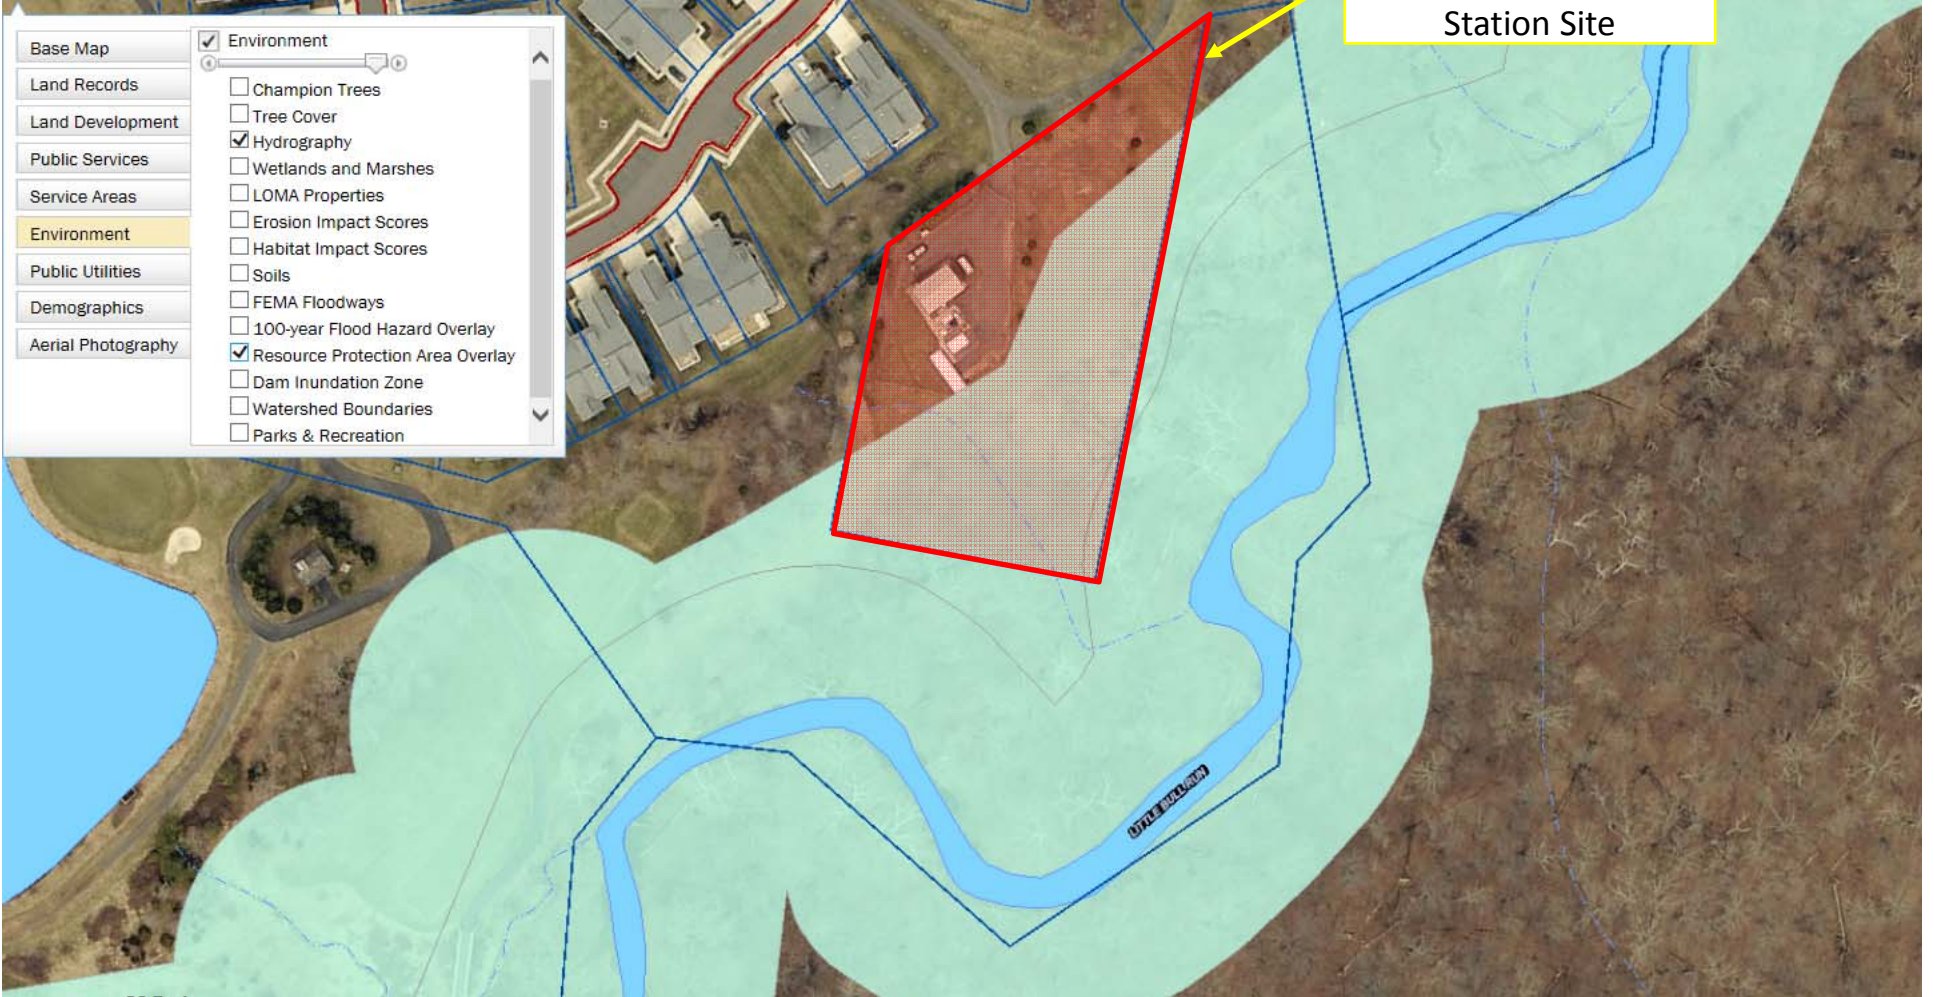 Station Site
Base Map
Land Records
Land Development
Public Services
Service Areas
Environment
Public Utilities
Demographics
Aerial Photography
Environment
Champion Trees
Tree Cover
Hydrography
Wetlands and Marshes
LOMA Properties
Erosion Impact Scores
Habitat Impact Scores
Soils
FEMA Floodways
100-year Flood Hazard Overlay
Resource Protection Area Overlay
Dam Inundation Zone
Watershed Boundaries
Parks & Recreation
LITTLE BULL RUN